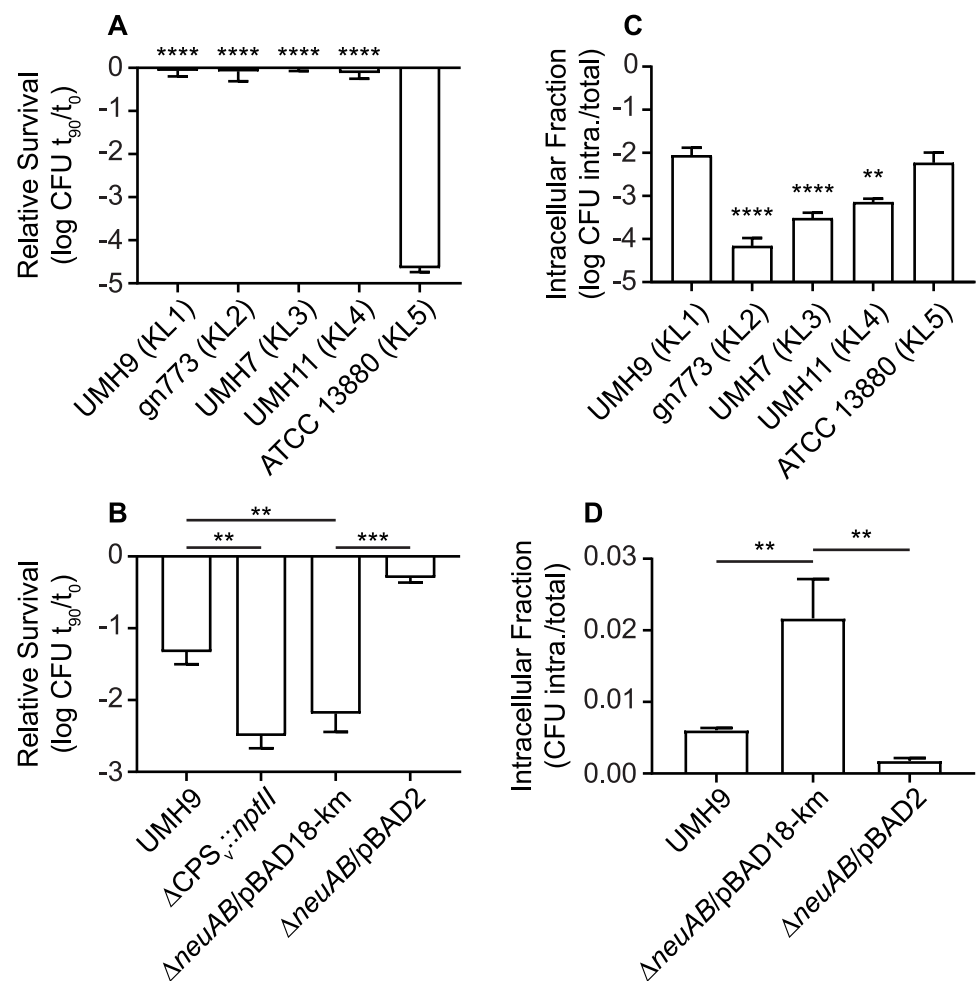 A
Relative Survival
(log CFU t90/t0)
**** **** **** ****
0
-1
-2
-3
-4
-5
UMH9 (KL1)
gn773 (KL2)
UMH7 (KL3)
UMH11 (KL4)
ATCC 13880 (KL5)
C
Intracellular Fraction
(log CFU intra./total)
0
-1
-2
-3
-4
-5
****
****
**
UMH9 (KL1)
gn773 (KL2)
UMH7 (KL3)
UMH11 (KL4)
ATCC 13880 (KL5)
B
Relative Survival
(log CFU t90/t0)
**
** ***
0
-1
-2
-3
UMH9
ΔCPSv::nptII
ΔneuAB/pBAD18-km
ΔneuAB/pBAD2
D
Intracellular Fraction
(CFU intra./total)
** **
0.03
0.02
0.01
0.00
UMH9
ΔneuAB/pBAD18-km
ΔneuAB/pBAD2